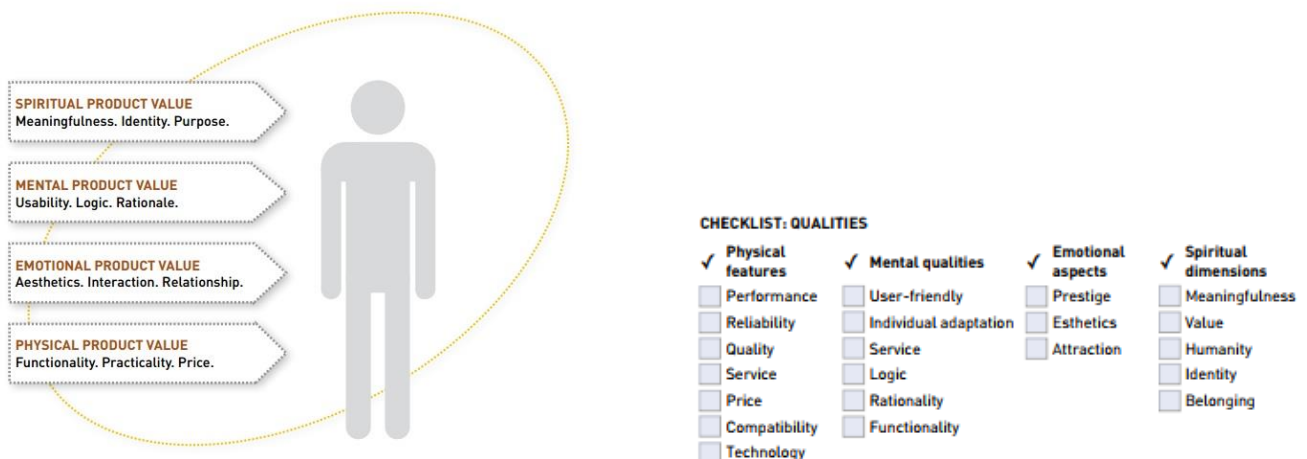 SPIRITUAL PRODUCT VALUE
Meaningfulness. Identity. Purpose.
MENTAL PRODUCT VALUE
Usability. Logic. Rationale.
EMOTIONAL PRODUCT VALUE
Aesthetics. Interaction. Relationship.
PHYSICAL PRODUCT VALUE
Functionality. Practicality. Price.
CHECKLIST: QUALITIES
✓ Physical
features
Performance
Reliability
Quality
Service
Price
Compatibility
Technology
✓ Mental qualities
User-friendly
Individual adaptation
Service
Logic
Rationality
Functionality
✓ Emotional
aspects
Prestige
Esthetics
Attraction
✓ Spiritual
dimensions
Meaningfulness
Value
Humanity
Identity
Belonging